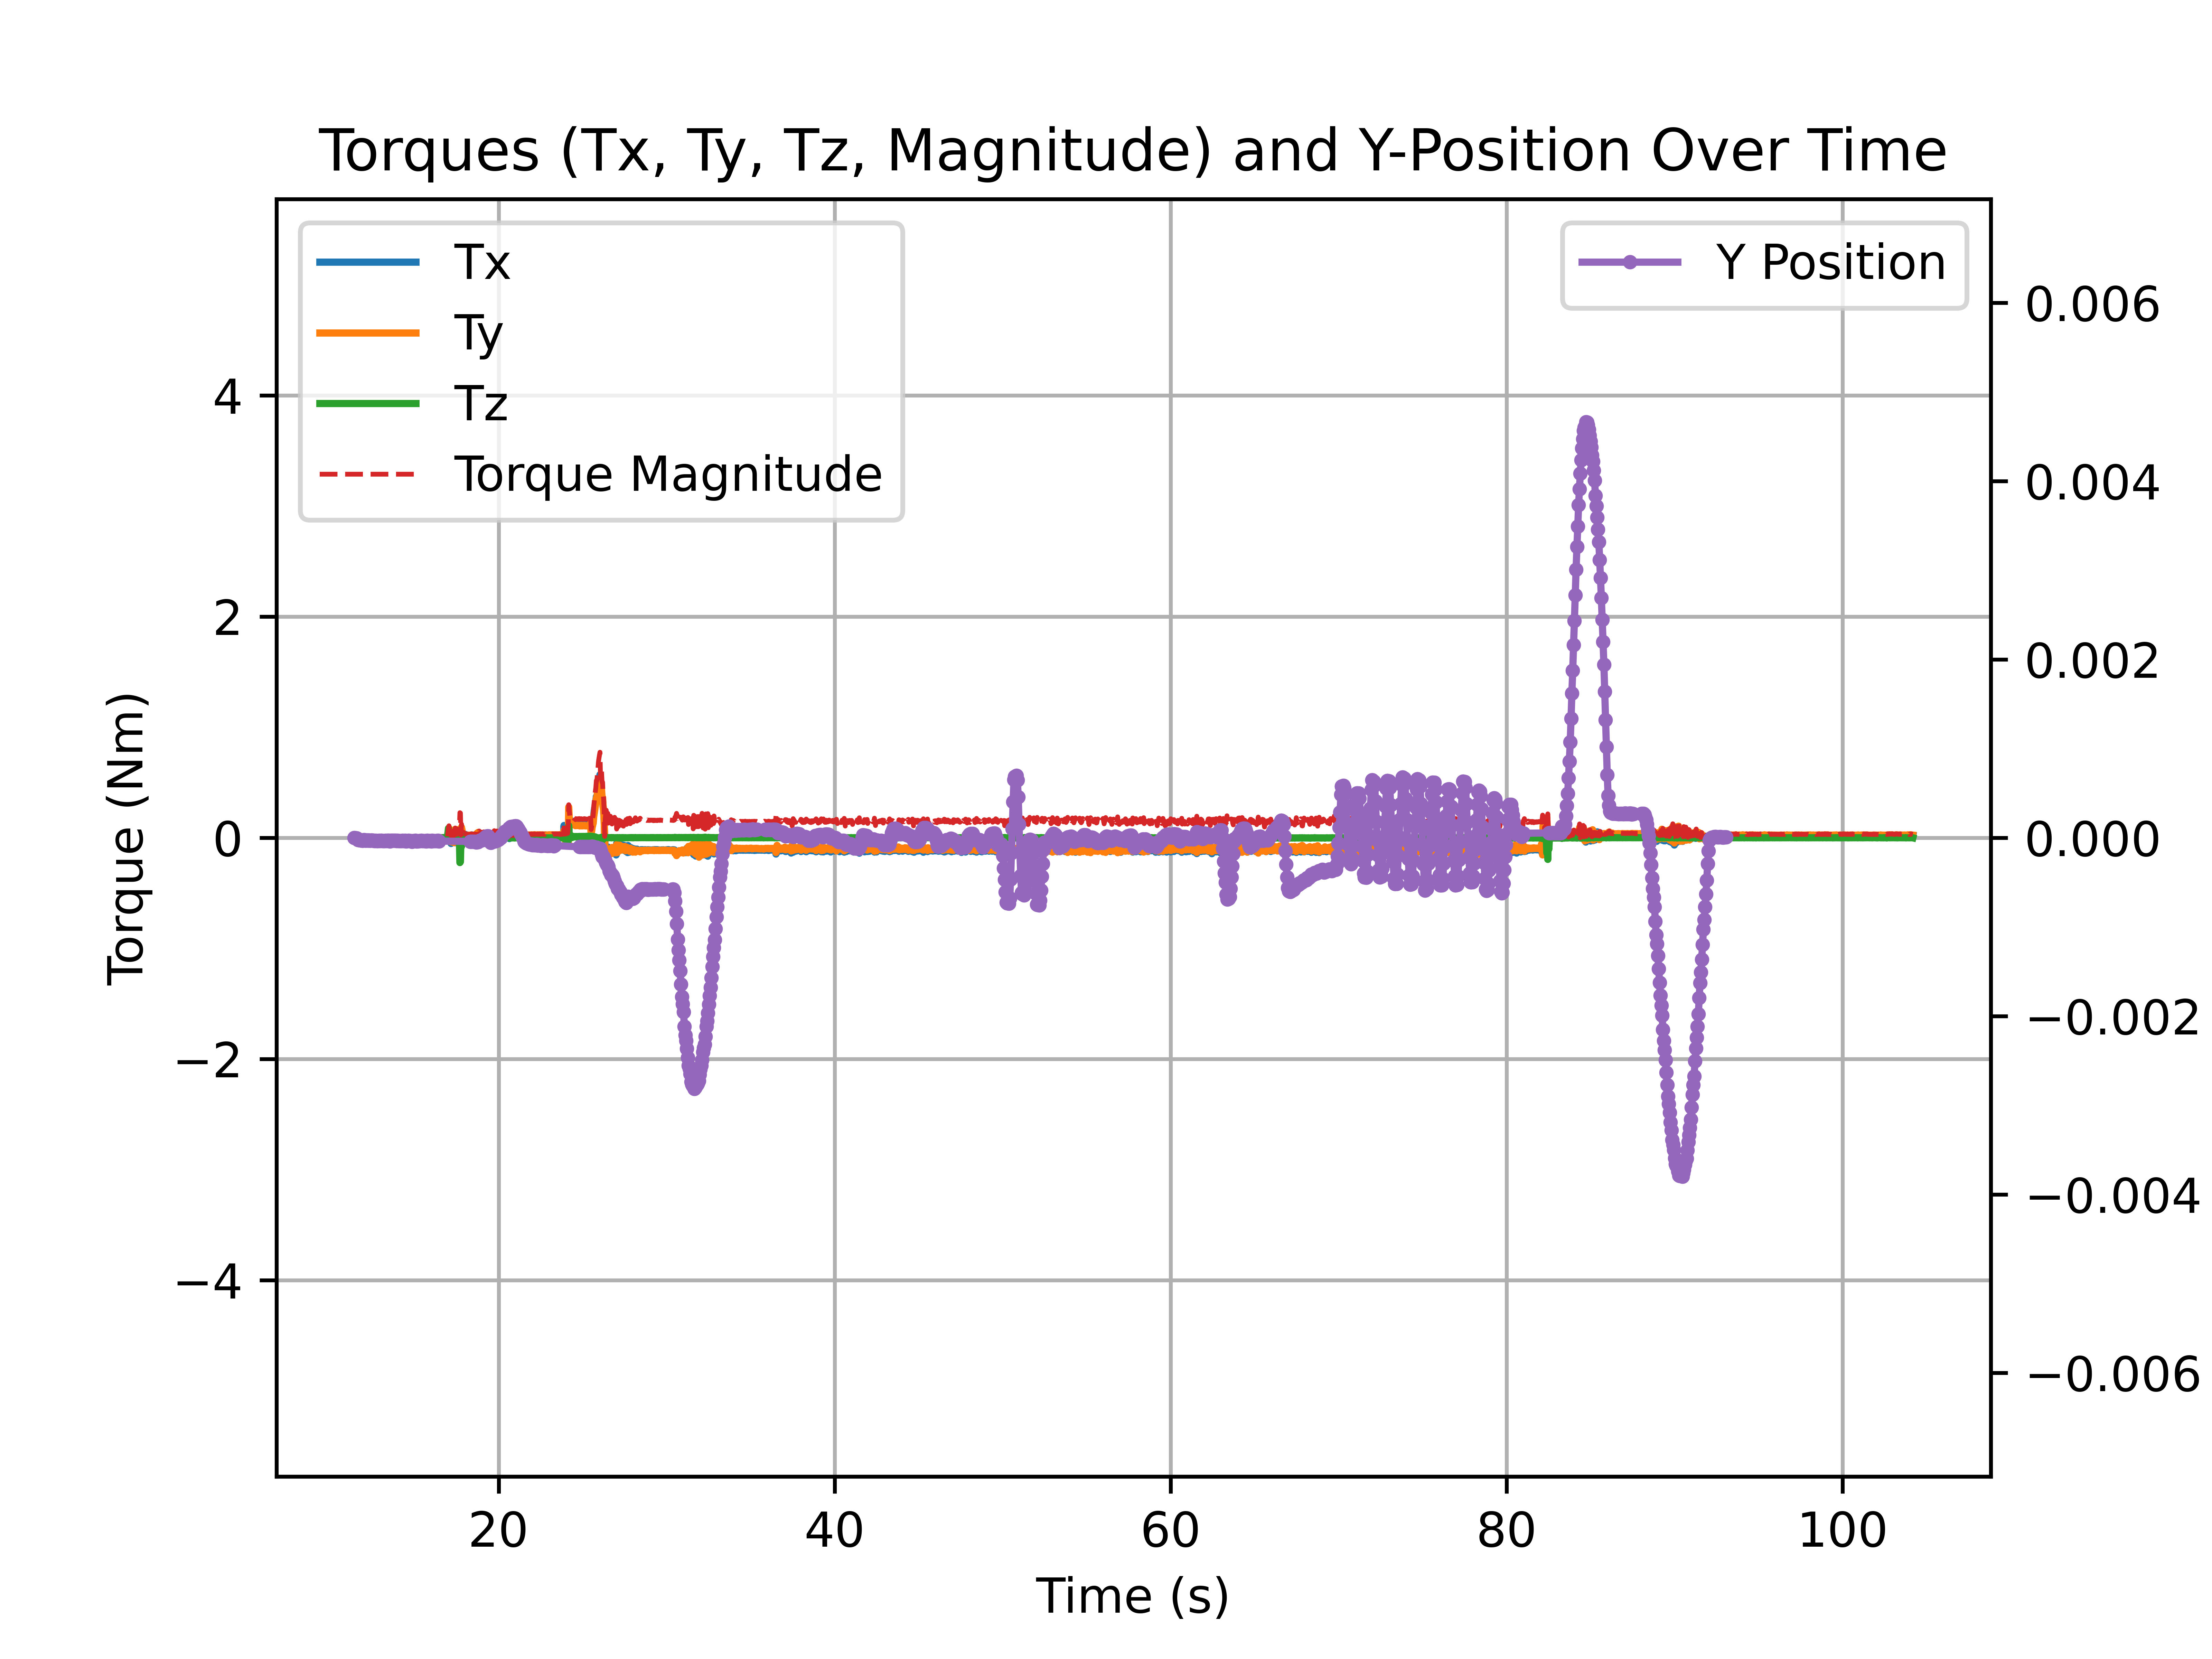 Torques (Tx, Ty, Tz, Magnitude) and Y-Position Over Time
Tx
Ty
Tz
Torque Magnitude
Y Position
Torque (Nm)
4
2
0
−2
−4
0.006
0.004
0.002
0.000
−0.002
−0.004
−0.006
20
40
60
80
100
Time (s)